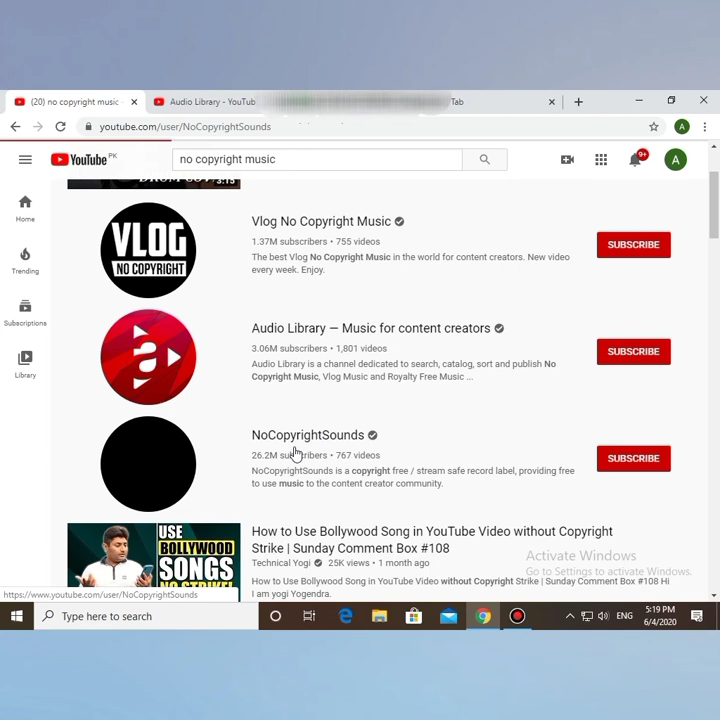 (20) no copyright music -
Audio Library - YouTub
Tab
youtube.com/user/NoCopyrightSounds
YouTube PK
no copyright music
9+
A
A
3:15
Home
Trending
Subscriptions
Library
VLOG
NO COPYRIGHT
Vlog No Copyright Music
1.37M subscribers • 755 videos
The best Vlog No Copyright Music in the world for content creators. New video
every week. Enjoy.
SUBSCRIBE
a
Audio Library — Music for content creators
3.06M subscribers • 1,801 videos
Audio Library is a channel dedicated to search, catalog, sort and publish No
Copyright Music, Vlog Music and Royalty Free Music ...
SUBSCRIBE
NoCopyrightSounds
26.2M subscribers • 767 videos
NoCopyrightSounds is a copyright free / stream safe record label, providing free
to use music to the content creator community.
SUBSCRIBE
USE
BOLLYWOOD
SONGS
NO STRIKE!
How to Use Bollywood Song in YouTube Video without Copyright
Strike | Sunday Comment Box #108
Technical Yogi 25K views • 1 month ago
How to Use Bollywood Song in YouTube Video without Copyright Strike | Sunday Comment Box #108 Hi
I am yogi Yogendra.
Activate Windows
Go to Settings to activate Windows.
https://www.youtube.com/user/NoCopyrightSounds
Type here to search
ENG
5:19 PM
6/4/2020